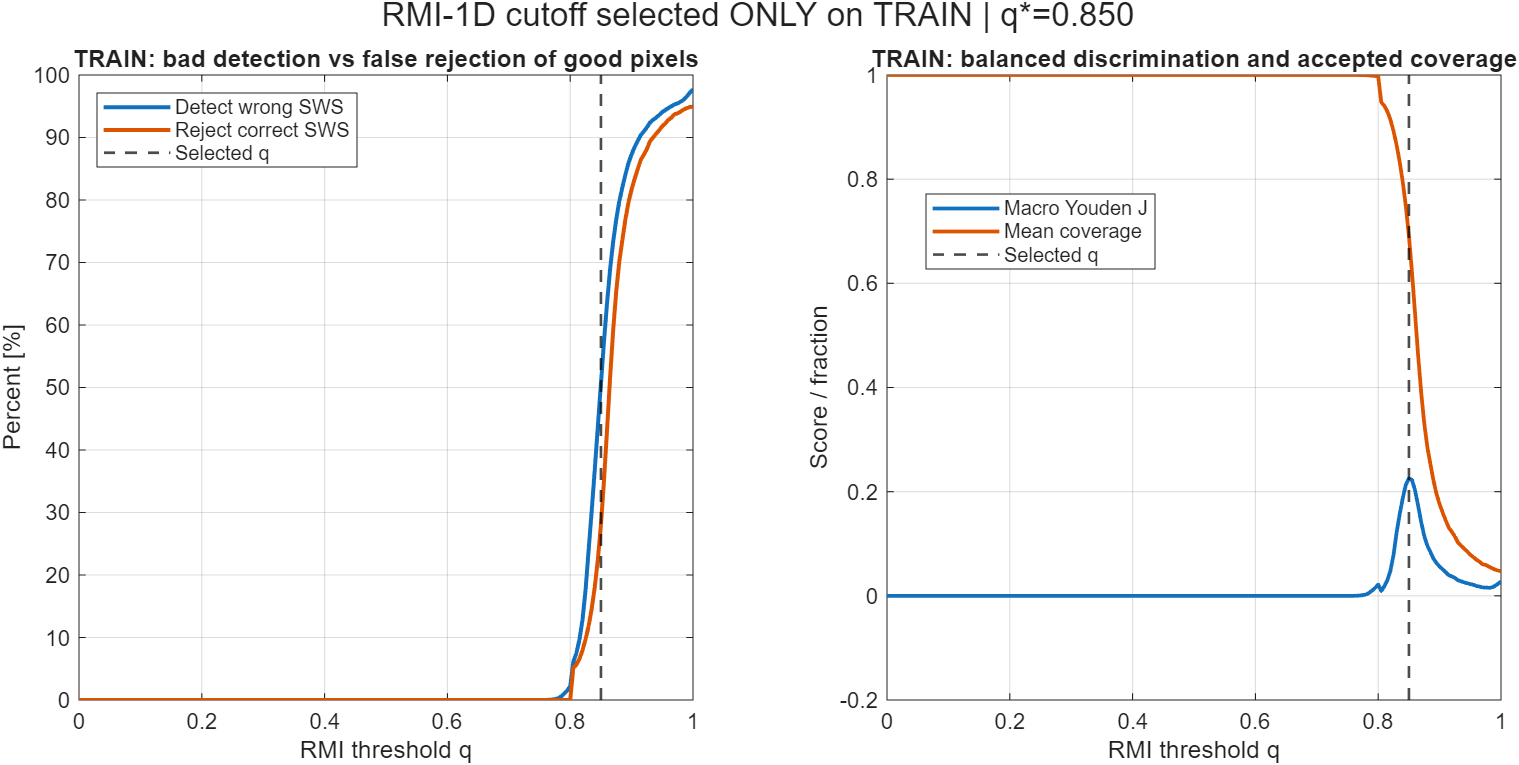 RMI-1D cutoff selected ONLY on TRAIN | q*=0.850
TRAIN: bad detection vs false rejection of good pixels
Detect wrong SWS
Reject correct SWS
Selected q
100
90
80
70
60
50
40
30
20
10
0
Percent [%]
0
0.2
0.4
0.6
0.8
1
RMI threshold q
TRAIN: balanced discrimination and accepted coverage
Macro Youden J
Mean coverage
Selected q
1
0.8
0.6
0.4
0.2
0
-0.2
Score / fraction
0
0.2
0.4
0.6
0.8
1
RMI threshold q